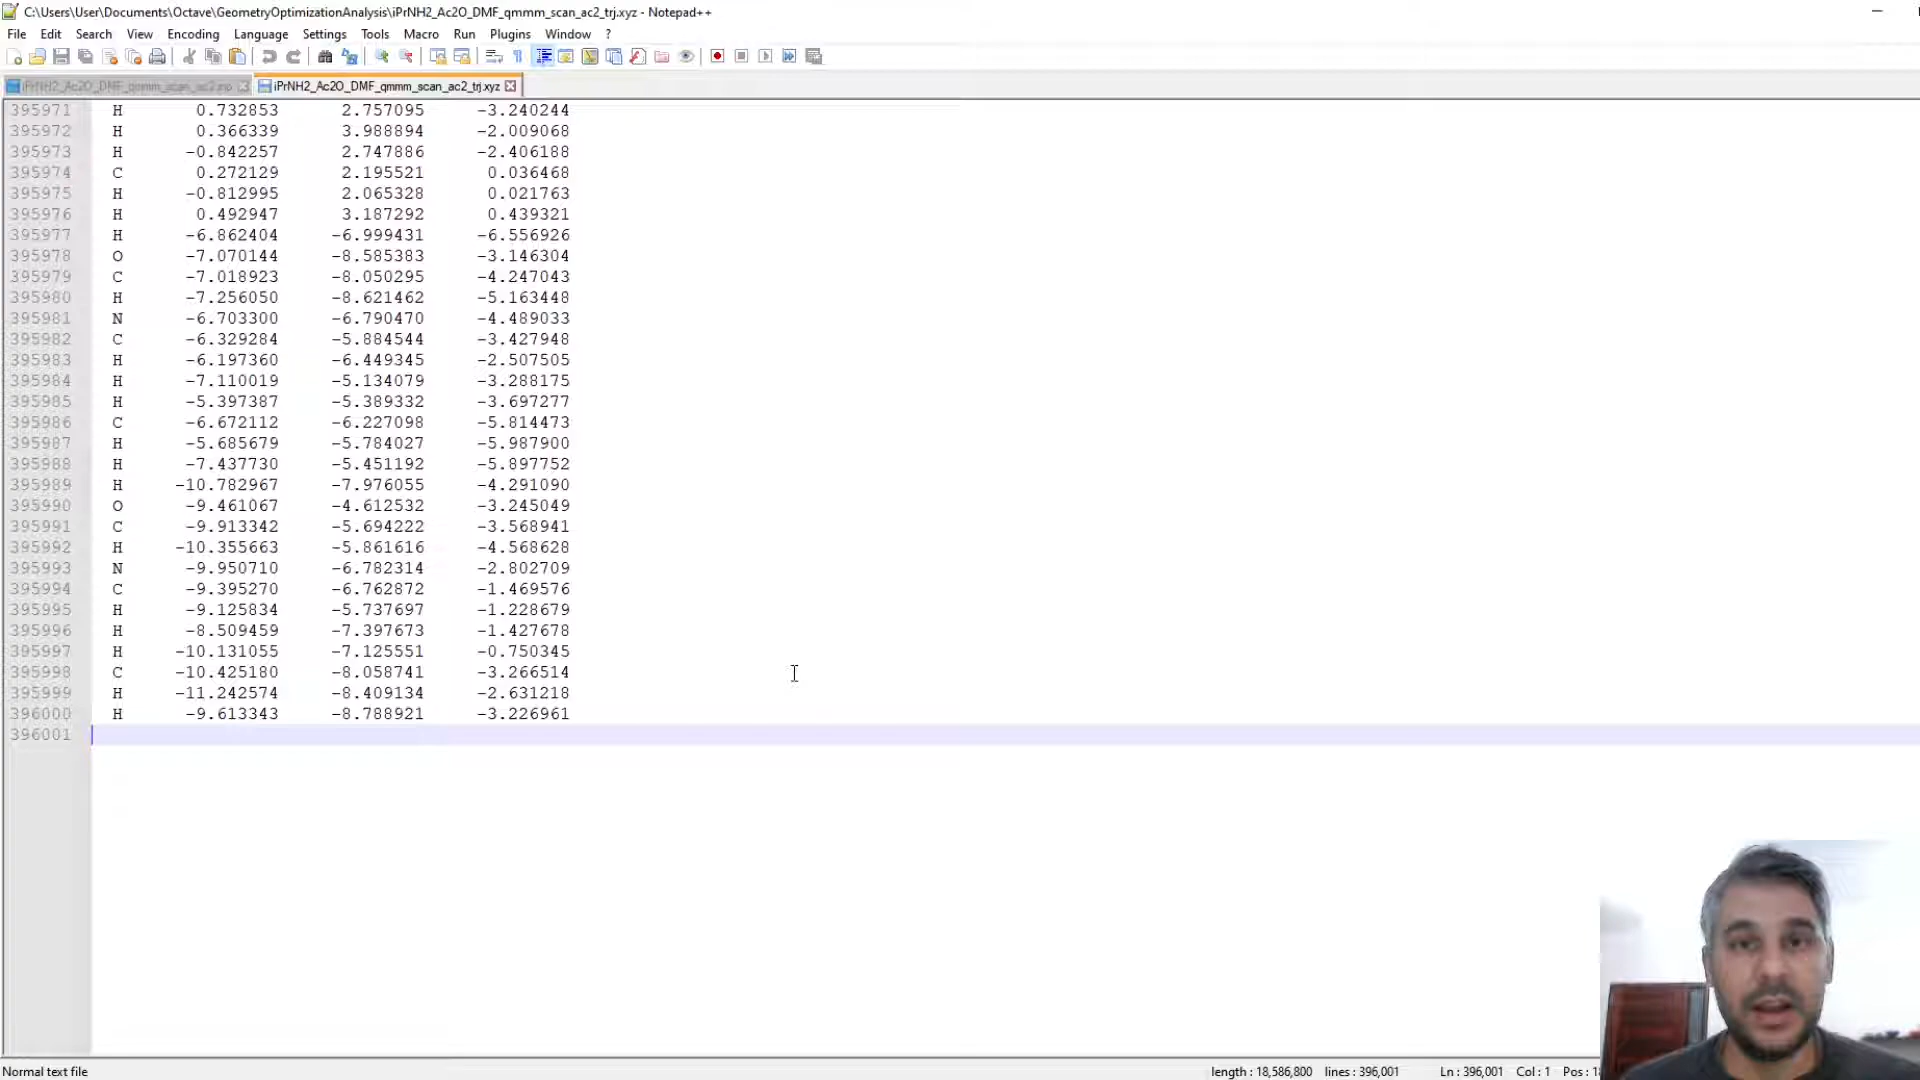 C:\Users\User\Documents\Octave\GeometryOptimizationAnalysis\iPrNH2_Ac2O_DMF_qmmm_scan_ac2_trj.xyz - Notepad++
File Edit Search View Encoding Language Settings Tools Macro Run Plugins Window ?
iPrNH2_Ac2O_DMF_qmmm_scan_ac2.inp iPrNH2_Ac2O_DMF_qmmm_scan_ac2_trj.xyz
395971 H 0.732853 2.757095 -3.240244
395972 H 0.366339 3.988894 -2.009068
395973 H -0.842257 2.747886 -2.406188
395974 C 0.272129 2.195521 0.036468
395975 H -0.812995 2.065328 0.021763
395976 H 0.492947 3.187292 0.439321
395977 H -6.862404 -6.999431 -6.556926
395978 O -7.070144 -8.585383 -3.146304
395979 C -7.018923 -8.050295 -4.247043
395980 H -7.256050 -8.621462 -5.163448
395981 N -6.703300 -6.790470 -4.489033
395982 C -6.329284 -5.884544 -3.427948
395983 H -6.197360 -6.449345 -2.507505
395984 H -7.110019 -5.134079 -3.288175
395985 H -5.397387 -5.389332 -3.697277
395986 C -6.672112 -6.227098 -5.814473
395987 H -5.685679 -5.784027 -5.987900
395988 H -7.437730 -5.451192 -5.897752
395989 H -10.782967 -7.976055 -4.291090
395990 O -9.461067 -4.612532 -3.245049
395991 C -9.913342 -5.694222 -3.568941
395992 H -10.355663 -5.861616 -4.568628
395993 N -9.950710 -6.782314 -2.802709
395994 C -9.395270 -6.762872 -1.469576
395995 H -9.125834 -5.737697 -1.228679
395996 H -8.509459 -7.397673 -1.427678
395997 H -10.131055 -7.125551 -0.750345
395998 C -10.425180 -8.058741 -3.266514
395999 H -11.242574 -8.409134 -2.631218
396000 H -9.613343 -8.788921 -3.226961
396001
Normal text file length : 18,586,800 lines : 396,001 Ln : 396,001 Col : 1 Pos :